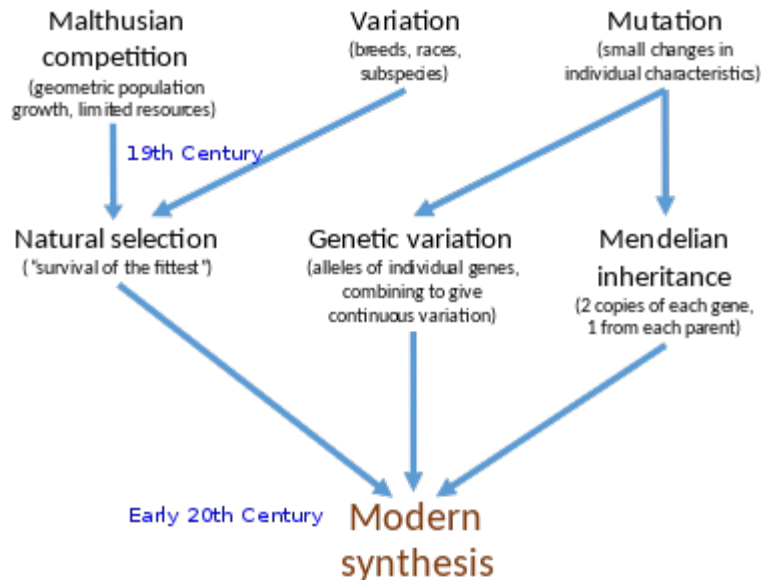 Malthusian
competition
(geometric population
growth, limited resources)
Variation
(breeds, races,
subspecies)
Mutation
(small changes in
individual characteristics)
19th Century
Natural selection
("survival of the fittest")
Genetic variation
(alleles of individual genes,
combining to give
continuous variation)
Mendelian
inheritance
(2 copies of each gene,
1 from each parent)
Early 20th Century
Modern
synthesis